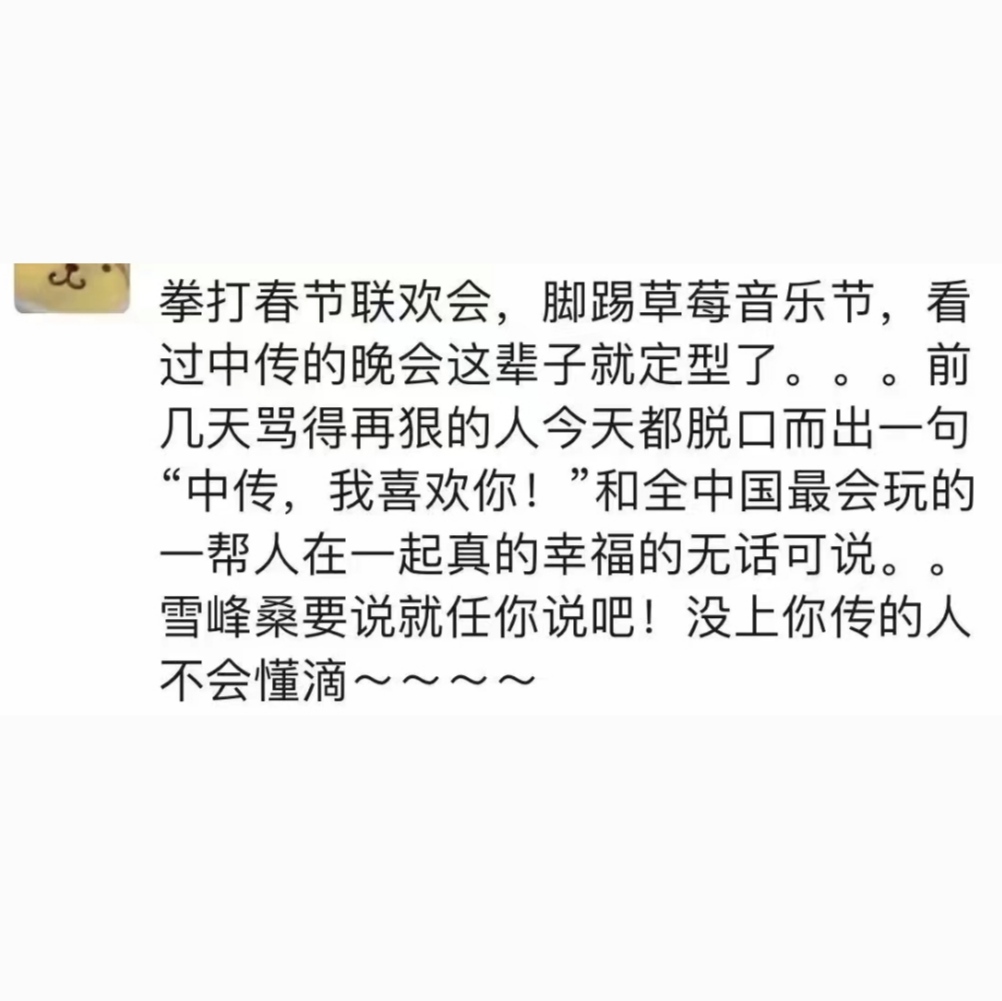 拳打春节联欢会，脚踢草莓音乐节，看
过中传的晚会这辈子就定型了。。。前
几天骂得再狠的人今天都脱口而出一句
“中传，我喜欢你！”和全中国最会玩的
一帮人在一起真的幸福的无话可说。。
雪峰桑要说就任你说吧！没上你传的人
不会懂滴～～～～